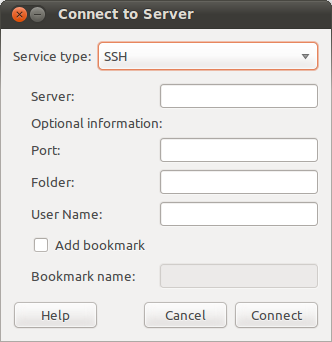 Connect to Server
Service type: SSH
Server:
Optional information:
Port:
Folder:
User Name:
Add bookmark
Bookmark name:
Help Cancel Connect